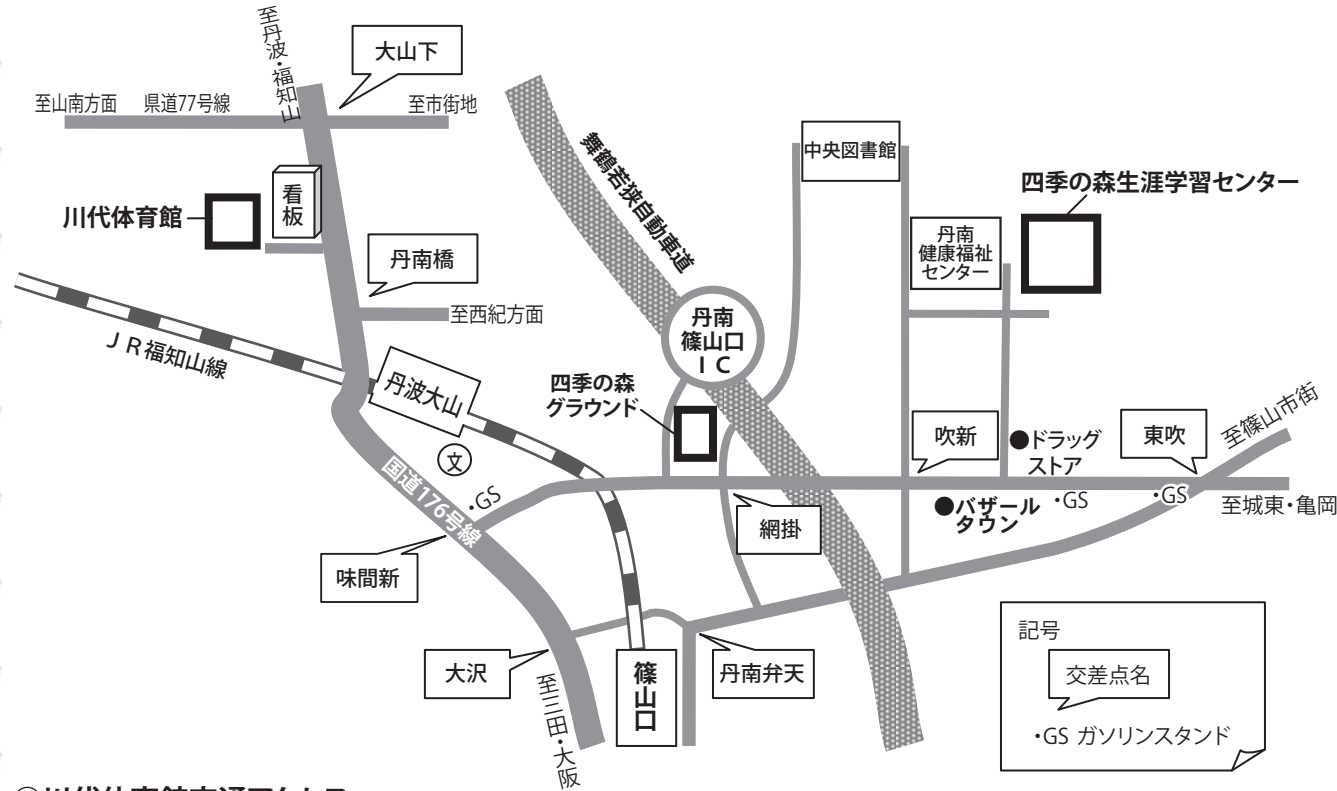 至丹波・福知山
大山下
至山南方面
県道77号線
至市街地
看板
川代体育館
丹南橋
至西紀方面
JR福知山線
丹波大山
文
・GS
国道176号線
味間新
大沢
至三田・大阪
篠山口
丹南弁天
舞鶴若狭自動車道
丹南
篠山口
IC
四季の森
グラウンド
網掛
中央図書館
四季の森生涯学習センター
丹南
健康福祉
センター
吹新
●ドラッグ
ストア
東吹
至篠山市街
●バザール
タウン
・GS
・GS
至城東・亀岡
記号
交差点名
・GS ガソリンスタンド